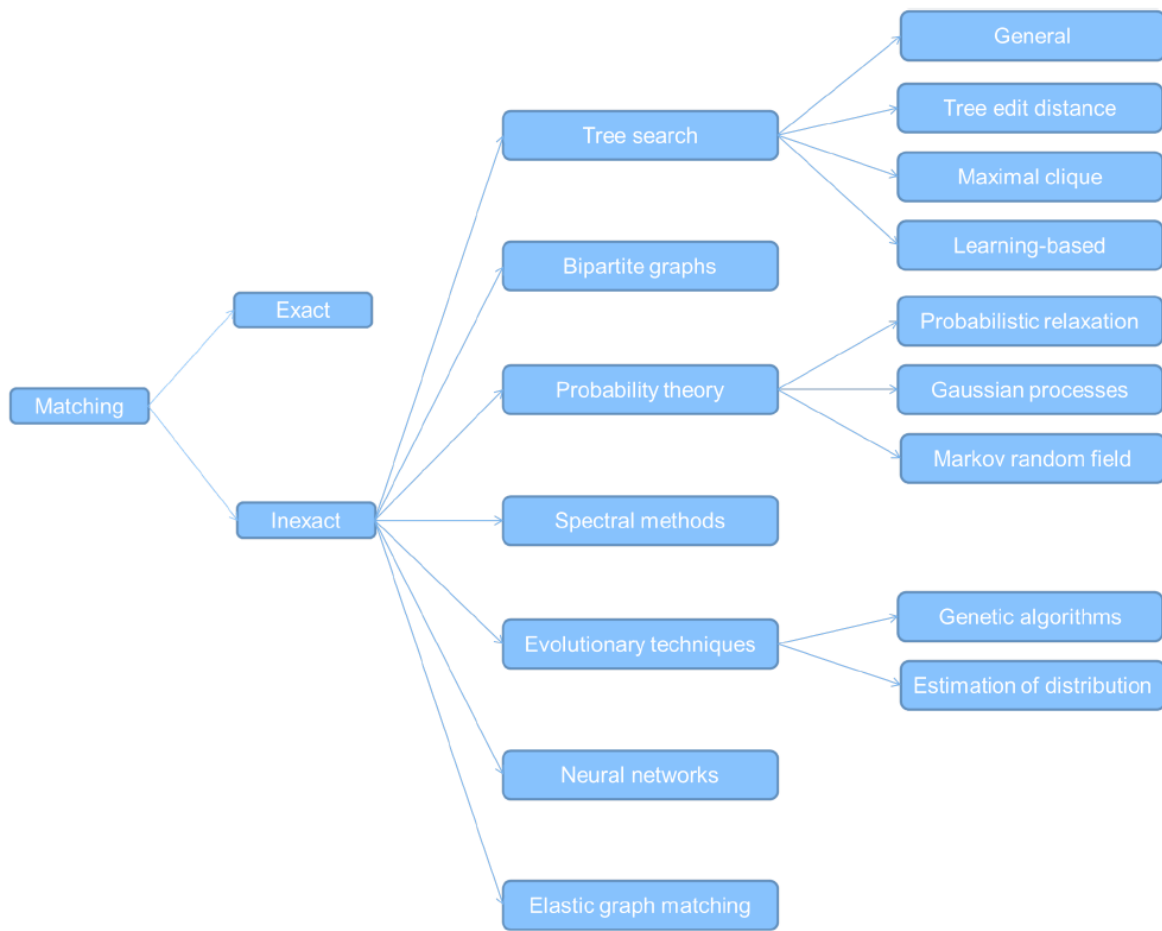 General
Tree edit distance
Tree search
Maximal clique
Learning-based
Bipartite graphs
Exact
Probabilistic relaxation
Matching
Probability theory
Gaussian processes
Markov random field
Inexact
Spectral methods
Genetic algorithms
Evolutionary techniques
Estimation of distribution
Neural networks
Elastic graph matching